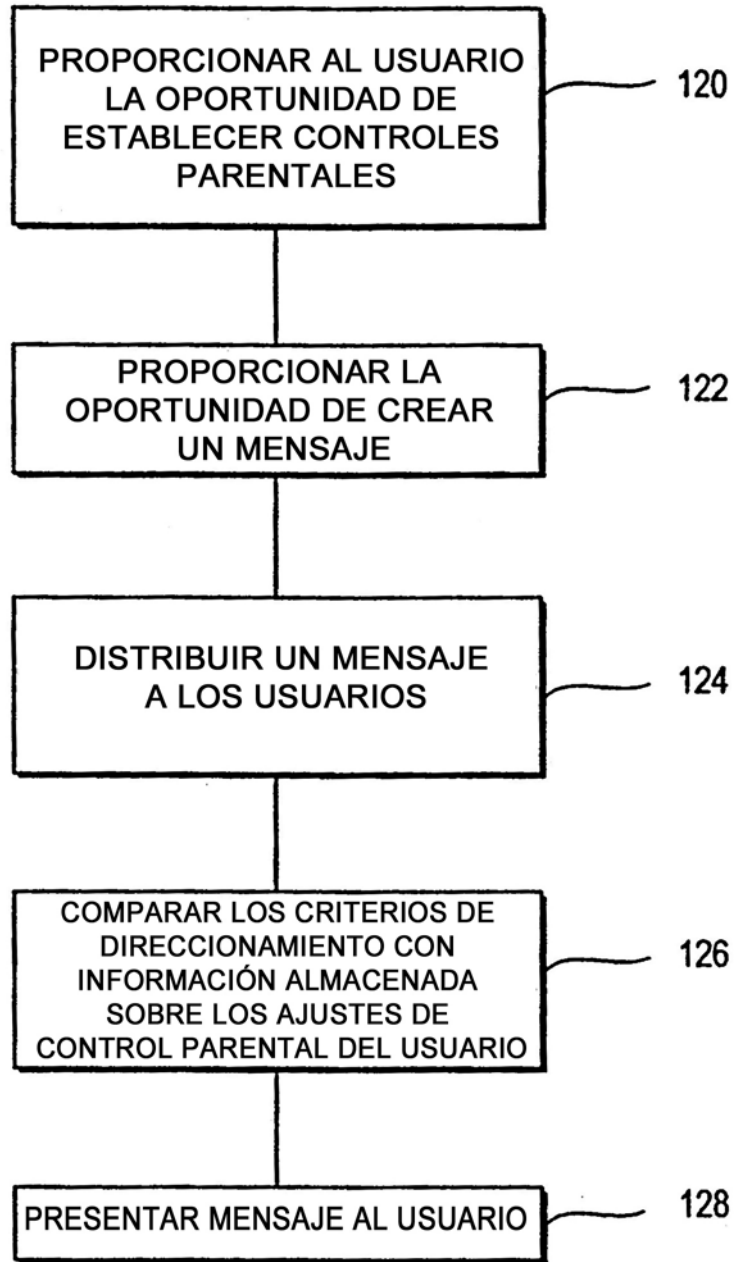 PROPORCIONAR AL USUARIO
LA OPORTUNIDAD DE
ESTABLECER CONTROLES
PARENTALES
120
PROPORCIONAR LA
OPORTUNIDAD DE CREAR
UN MENSAJE
122
DISTRIBUIR UN MENSAJE
A LOS USUARIOS
124
COMPARAR LOS CRITERIOS DE
DIRECCIONAMIENTO CON
INFORMACIÓN ALMACENADA
SOBRE LOS AJUSTES DE
CONTROL PARENTAL DEL USUARIO
126
PRESENTAR MENSAJE AL USUARIO
128